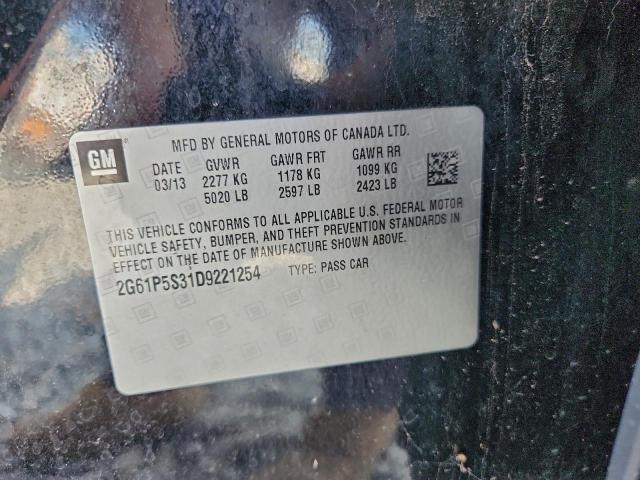 MFD BY GENERAL MOTORS OF CANADA LTD.
GM
DATE GVWR GAWR FRT GAWR RR
03/13 2277 KG 1178 KG 1099 KG
5020 LB 2597 LB 2423 LB
THIS VEHICLE CONFORMS TO ALL APPLICABLE U.S. FEDERAL MOTOR
VEHICLE SAFETY, BUMPER, AND THEFT PREVENTION STANDARDS IN
EFFECT ON THE DATE OF MANUFACTURE SHOWN ABOVE.
2G61P5S31D9221254 TYPE: PASS CAR